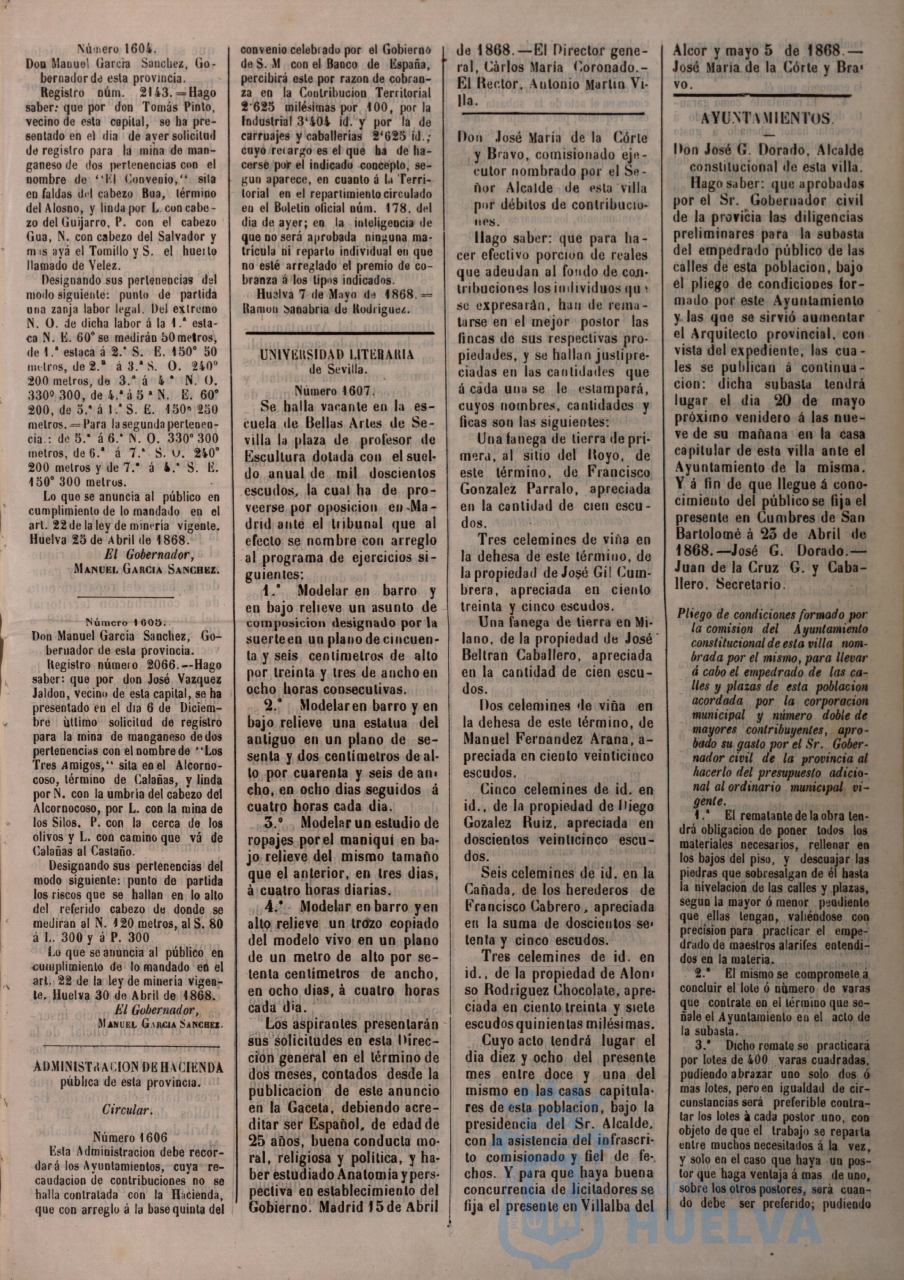 Número 1604.
Don Manuel Garcia Sanchez, Go-
bernador de esta provincia.
Registro núm. 2143.=Hago
saber: que por don Tomás Pinto,
vecino de esta capital, se ha pre-
sentado en el dia de ayer solicitud
de registro para la mina de man-
ganeso de dos pertenencias con el
nombre de “El Convenio,“ sita
en faldas del cabezo Bua, término
del Alosno, y linda por L. con cabe-
zo del Guijarro, P. con el cabezo
Gua, N. con cabezo del Salvador y
mas ayá el Tomillo y S. el huerto
llamado de Velez.
Designando sus pertenencias del
modo siguiente: punto de partida
una zanja labor legal. Del extremo
N. O. de dicha labor á la 1.ª esta-
ca N. E. 60° se medirán 50 metros,
de 1.ª estaca á 2.ª S. E. 150° 50
metros, de 2.ª á 3.ª S. O. 240°
200 metros, de 3.ª á 4.ª N. O.
330° 300, de 4.ª á 5.ª N. E. 60°
200, de 5.ª á 1.ª S. E. 150° 250
metros.=Para la segunda pertenen-
cia.: de 5.ª á 6.ª N. O. 330° 300
metros, de 6.ª á 7.ª S. O. 240°
200 metros y de 7.ª á 4.ª S. E.
150° 300 metros.
Lo que se anuncia al público en
cumplimiento de lo mandado en el
art. 22 de la ley de mineria vigente.
Huelva 25 de Abril de 1868.
El Gobernador,
MANUEL GARCIA SANCHEZ.
Número 1605.
Don Manuel Garcia Sanchez, Go-
bernador de esta provincia.
Registro número 2066.—Hago
saber: que por don José Vazquez
Jaldon, vecino de esta capital, se ha
presentado en el dia 6 de Diciem-
bre último solicitud de registro
para la mina de manganeso de dos
pertenencias con el nombre de “Los
Tres Amigos,“ sita en el Alcorno-
coso, término de Calañas, y linda
por N. con la umbria del cabezo del
Alcornocoso, por L. con la mina de
los Silos, P. con la cerca de los
olivos y L. con camino que vá de
Calañas al Castaño.
Designando sus pertenencias del
modo siguiente: punto de partida
los riscos que se hallan en lo alto
del referido cabezo de donde se
mediran al N. 120 metros, al S. 80
á L. 300 y á P. 300
Lo que se anuncia al público en
cumplimiento de lo mandado en el
art. 22 de la ley de mineria vigen-
te. Huelva 30 de Abril de 1868.
El Gobernador,
MANUEL GARCIA SANCHEZ.
ADMINISTRACION DE HACIENDA
pública de esta provincia.
Circular.
Número 1606
Esta Administracion debe recor-
dar á los Ayuntamientos, cuya re-
caudacion de contribuciones no se
halla contratada con la Hacienda,
que con arreglo á la base quinta del
convenio celebrado por el Gobierno
de S. M con el Banco de España,
percibirá este por razon de cobran-
za en la Contribucion Territorial
2‘625 milésimas por 100, por la
Industrial 3‘404 id. y por la de
carruajes y caballerias 2‘625 id.;
cuyo recargo es el que ha de ha-
cerse por el indicado concepto, se-
gun aparece, en cuanto á la Terri-
torial en el repartimiento circulado
en el Boletin oficial núm. 178, del
dia de ayer; en la inteligencia de
que no será aprobada ninguna ma-
tricula ni reparto individual en que
no esté arreglado el premio de co-
branza á los tipos indicados.
Huelva 7 de Mayo de 1868.=
Ramon Sanabria de Rodriguez.
UNIVERSIDAD LITERARIA
de Sevilla.
Número 1607.
Se halla vacante en la es-
cuela de Bellas Artes de Se-
villa la plaza de profesor de
Escultura dotada con el suel-
do anual de mil doscientos
escudos, la cual ha de pro-
veerse por oposicion en Ma-
drid ante el tribunal que al
efecto se nombre con arreglo
al programa de ejercicios si-
guientes:
1.º Modelar en barro y
en bajo relieve un asunto de
composicion designado por la
suerte en un plano de cincuen-
ta y seis centímetros de alto
por treinta y tres de ancho en
ocho horas consecutivas.
2.º Modelar en barro y en
bajo relieve una estatua del
antiguo en un plano de se-
senta y dos centímetros de al-
to por cuarenta y seis de an-
cho, en ocho dias seguidos á
cuatro horas cada dia.
3.º Modelar un estudio de
ropajes por el maniquí en ba-
jo relieve del mismo tamaño
que el anterior, en tres dias,
á cuatro horas diarias.
4.º Modelar en barro y en
alto relieve un trozo copiado
del modelo vivo en un plano
de un metro de alto por se-
tenta centímetros de ancho,
en ocho dias, á cuatro horas
cada dia.
Los aspirantes presentarán
sus solicitudes en esta Direc-
cion general en el término de
dos meses, contados desde la
publicacion de este anuncio
en la Gaceta, debiendo acre-
ditar ser Español, de edad de
25 años, buena conducta mo-
ral, religiosa y política, y ha-
ber estudiado Anatomia y pers-
pectiva en establecimiento del
Gobierno. Madrid 15 de Abril
de 1868.—El Director gene-
ral, Cárlos Maria Coronado.-
El Rector, Antonio Martin Vi-
lla.
Don José Maria de la Córte
y Bravo, comisionado eje-
cutor nombrado por el Se-
ñor Alcalde de esta villa
por débitos de contribucio-
nes.
Hago saber: que para ha-
cer efectivo porcion de reales
que adeudan al fondo de con-
tribuciones los individuos que
se expresarán, han de rema-
tarse en el mejor postor las
fincas de sus respectivas pro-
piedades, y se hallan justipre-
ciadas en las cantidades que
á cada una se le estampará,
cuyos nombres, cantidades y
ficas son las siguientes:
Una fanega de tierra de pri-
mera, al sitio del Royo, de
este término, de Francisco
Gonzalez Parralo, apreciada
en la cantidad de cien escu-
dos.
Tres celemines de viña en
la dehesa de este término, de
la propiedad de José Gil Cum-
brera, apreciada en ciento
treinta y cinco escudos.
Una fanega de tierra en Mi-
lano, de la propiedad de José
Beltran Caballero, apreciada
en la cantidad de cien escu-
dos.
Dos celemines de viña en
la dehesa de este término, de
Manuel Fernandez Arana, a-
preciada en ciento veinticinco
escudos.
Cinco celemines de id. en
id., de la propiedad de Diego
Gozalez Ruiz, apreciada en
doscientos veinticinco escu-
dos.
Seis celemines de id. en la
Cañada, de los herederos de
Francisco Cabrero, apreciada
en la suma de doscientos se-
tenta y cinco escudos.
Tres celemines de id. en
id., de la propiedad de Alon-
so Rodriguez Chocolate, apre-
ciada en ciento treinta y siete
escudos quinientas milésimas.
Cuyo acto tendrá lugar el
dia diez y ocho del presente
mes entre doce y una del
mismo en las casas capitula-
res de esta poblacion, bajo la
presidencia del Sr. Alcalde,
con la asistencia del infrascri-
to comisionado y fiel de fe-
chos. Y para que haya buena
concurrencia de licitadores se
fija el presente en Villalba del
Alcor y mayo 5 de 1868.—
José Maria de la Córte y Bra-
vo.
AYUNTAMIENTOS.
Don José G. Dorado, Alcalde
constitucional de esta villa.
Hago saber: que aprobadas
por el Sr. Gobernador civil
de la provicia las diligencias
preliminares para la subasta
del empedrado público de las
calles de esta poblacion, bajo
el pliego de condiciones for-
mado por este Ayuntamiento
y las que se sirvió aumentar
el Arquitecto provincial, con
vista del expediente, las cua-
les se publican á continua-
cion: dicha subasta tendrá
lugar el dia 20 de mayo
próximo venidero á las nue-
ve de su mañana en la casa
capitular de esta villa ante el
Ayuntamiento de la misma.
Y á fin de que llegue á cono-
cimiento del público se fija el
presente en Cumbres de San
Bartolomé á 25 de Abril de
1868.—José G. Dorado.—
Juan de la Cruz G. y Caba-
llero, Secretario.
Pliego de condiciones formado por
la comision del Ayuntamiento
constitucional de esta villa nom-
brada por el mismo, para llevar
á cabo el empedrado de las ca-
lles y plazas de esta poblacion
acordada por la corporacion
municipal y número doble de
mayores contribuyentes, apro-
bado su gasto por el Sr. Gober-
nador civil de la provincia al
hacerlo del presupuesto adicio-
nal al ordinario municipal vi-
gente.
1.ª El rematante de la obra ten-
drá obligacion de poner todos los
materiales necesarios, rellenar en
los bajos del piso, y descuajar las
piedras que sobresalgan de él hasta
la nivelacion de las calles y plazas,
segun la mayor ó menor pendiente
que ellas tengan, valiéndose con
precision para practicar el empe-
drado de maestros alarifes entendi-
dos en la materia.
2.ª El mismo se compromete á
concluir el lote ó número de varas
que contrate en el término que se-
ñale el Ayuntamiento en el acto de
la subasta.
3.ª Dicho remate se practicará
por lotes de 400 varas cuadradas,
pudiendo abrazar uno solo dos ó
mas lotes, pero en igualdad de cir-
cunstancias será preferible contra-
tar los lotes á cada postor uno, con
objeto de que el trabajo se reparta
entre muchos necesitados á la vez,
y solo en el caso que haya un pos-
tor que haga ventaja á mas de uno,
sobre los otros postores, será cuan-
do debe ser preferido; pudiendo
HUELVA